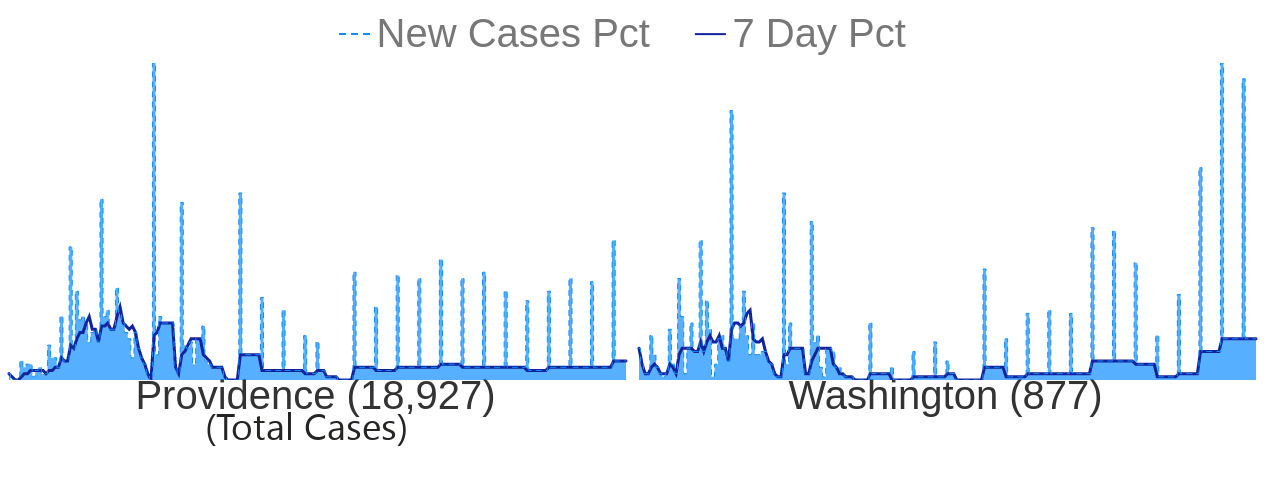 New Cases Pct 7 Day Pct
Providence (18,927) Washington (877)
(Total Cases)